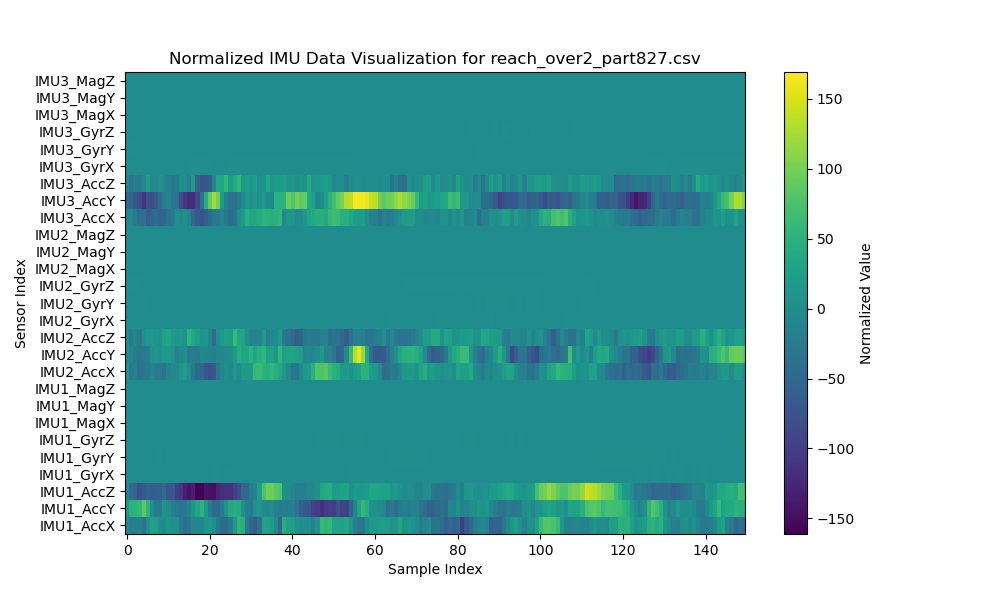 Normalized IMU Data Visualization for reach_over2_part827.csv
IMU3_MagZ
IMU3_MagY
IMU3_MagX
IMU3_GyrZ
IMU3_GyrY
IMU3_GyrX
IMU3_AccZ
IMU3_AccY
IMU3_AccX
IMU2_MagZ
IMU2_MagY
IMU2_MagX
IMU2_GyrZ
IMU2_GyrY
IMU2_GyrX
IMU2_AccZ
IMU2_AccY
IMU2_AccX
IMU1_MagZ
IMU1_MagY
IMU1_MagX
IMU1_GyrZ
IMU1_GyrY
IMU1_GyrX
IMU1_AccZ
IMU1_AccY
IMU1_AccX
Sensor Index
0 20 40 60 80 100 120 140
Sample Index
150
100
50
0
−50
−100
−150
Normalized Value